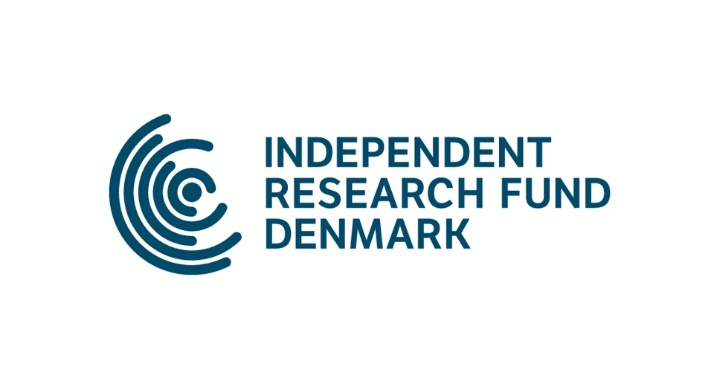 INDEPENDENT
RESEARCH FUND
DENMARK